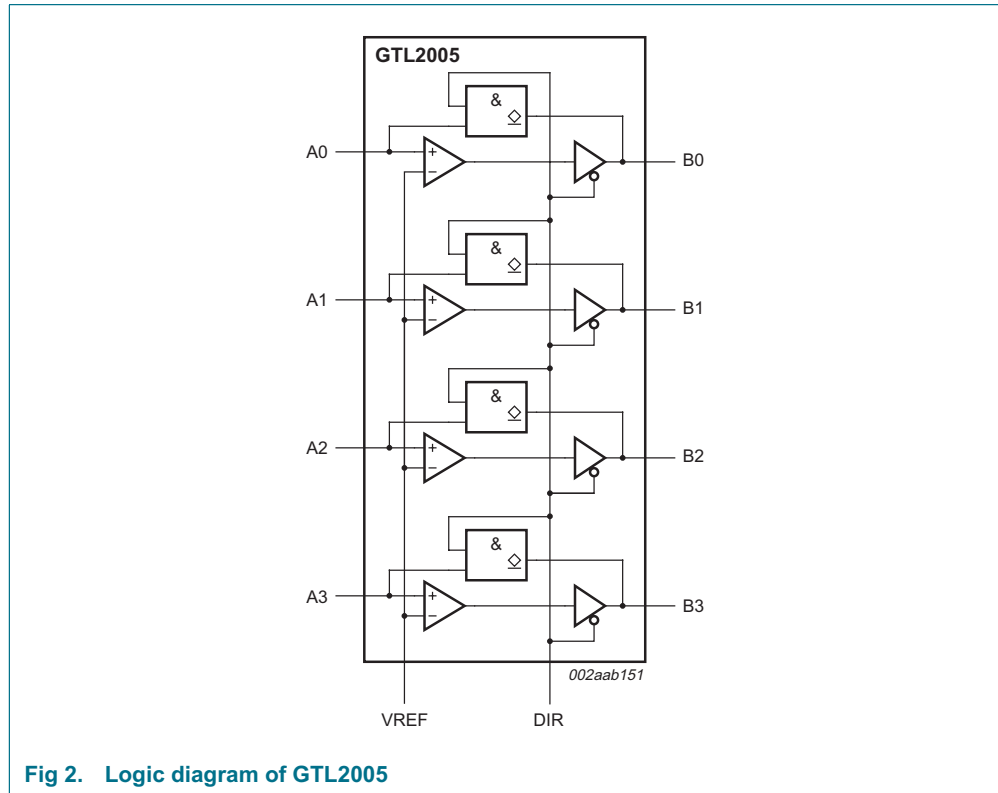 GTL2005
&
A0
+
−
B0
&
A1
+
−
B1
&
A2
+
−
B2
&
A3
+
−
B3
002aab151
VREF DIR
Fig 2. Logic diagram of GTL2005